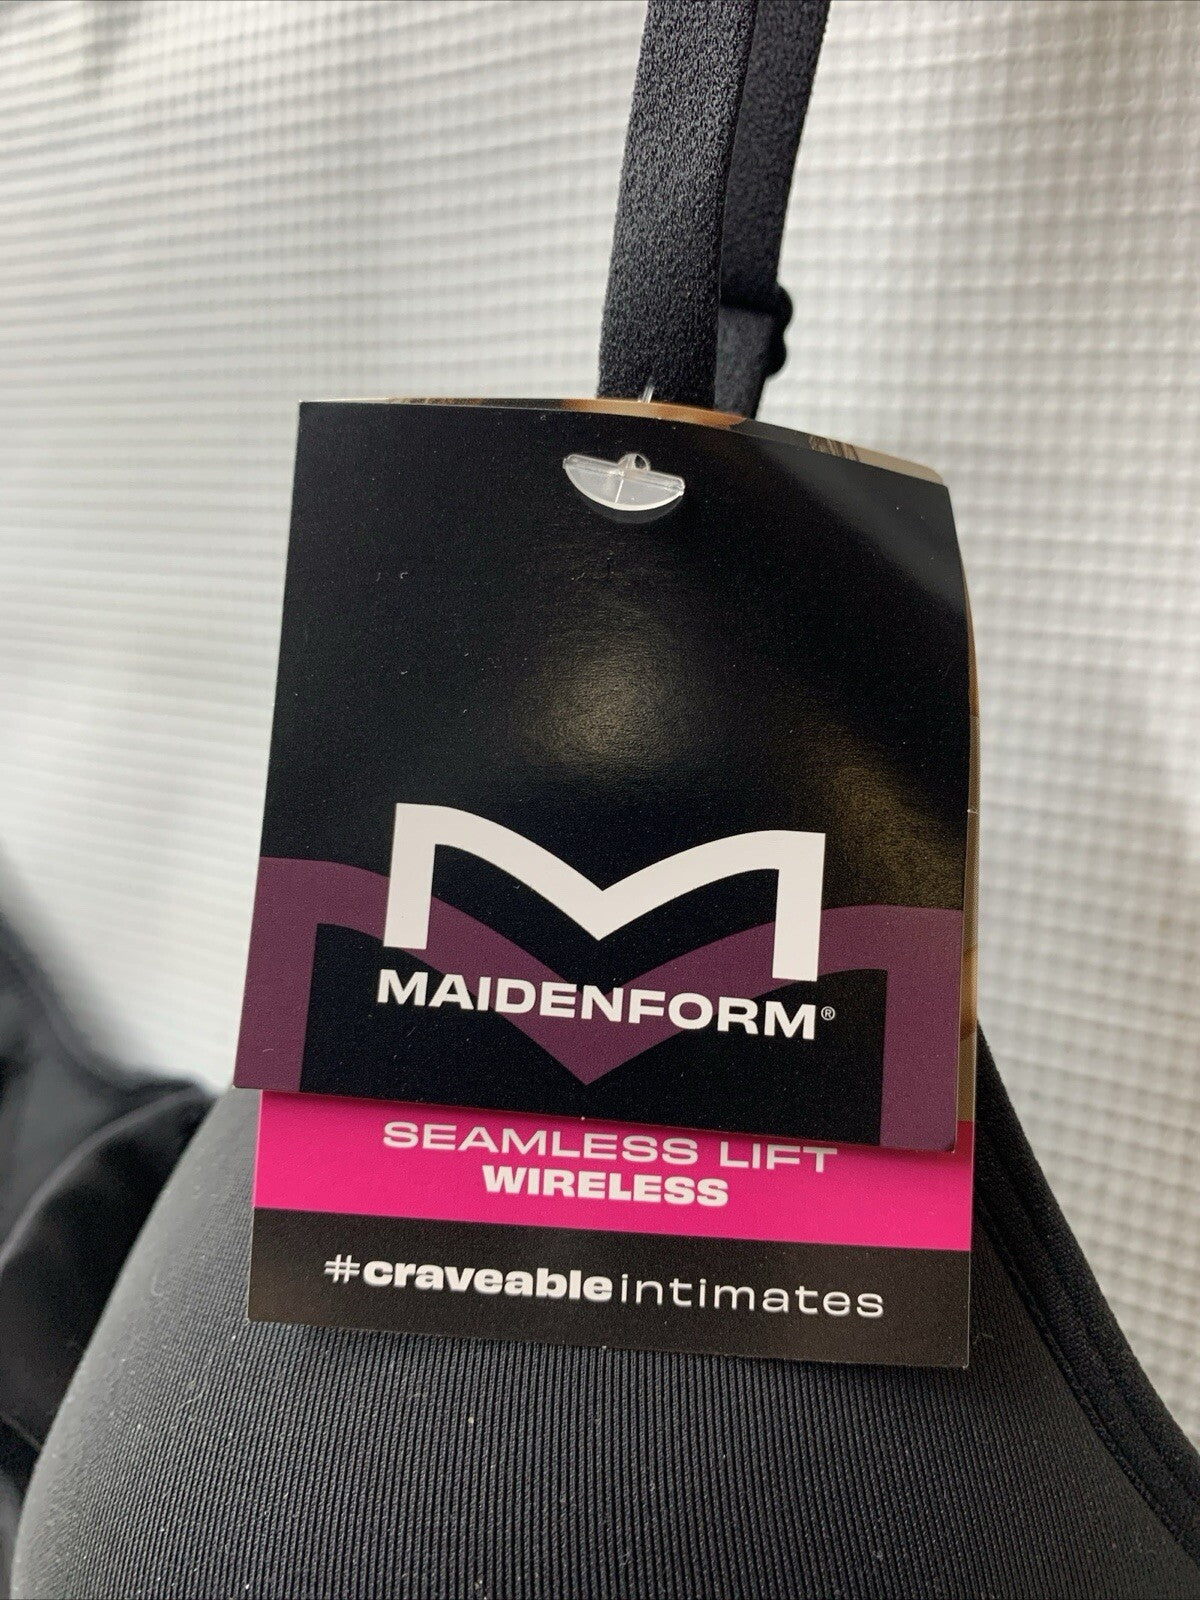 MAIDENFORM®
SEAMLESS LIFT
WIRELESS
#craveableintimates